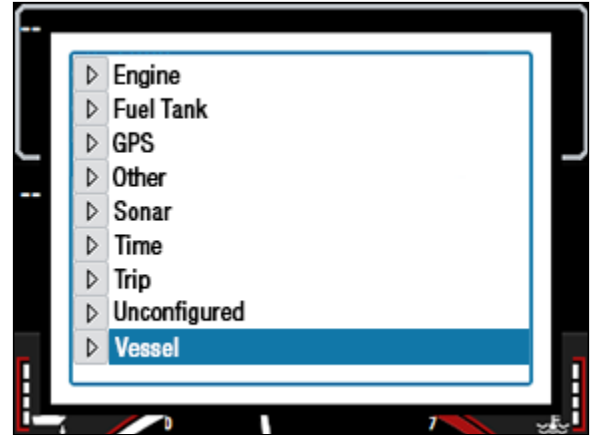 --
Engine
Fuel Tank
GPS
Other
Sonar
Time
Trip
Unconfigured
--
Vessel
0
7